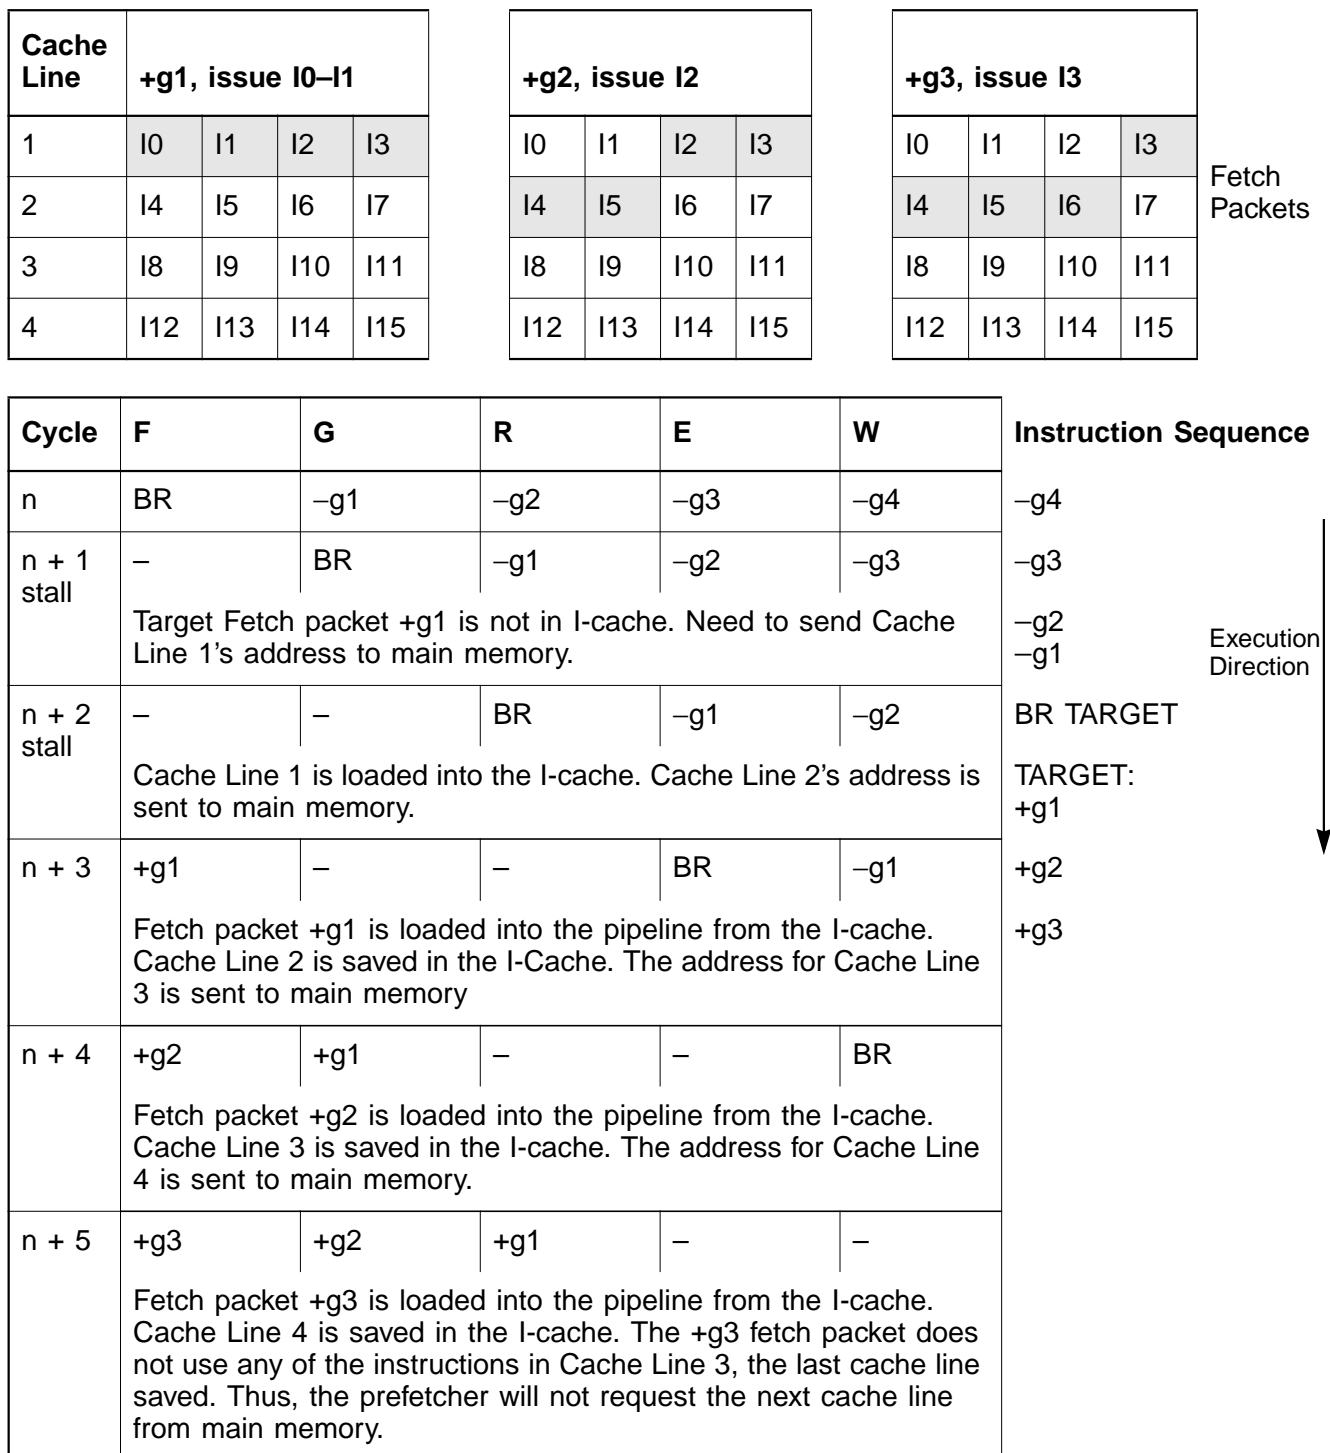 Cache Line | +g1, issue I0–I1 | +g2, issue I2 | +g3, issue I3
1 | I0 | I1 | I2 | I3 | I0 | I1 | I2 | I3 | I0 | I1 | I2 | I3
2 | I4 | I5 | I6 | I7 | I4 | I5 | I6 | I7 | I4 | I5 | I6 | I7
3 | I8 | I9 | I10 | I11 | I8 | I9 | I10 | I11 | I8 | I9 | I10 | I11
4 | I12 | I13 | I14 | I15 | I12 | I13 | I14 | I15 | I12 | I13 | I14 | I15
Fetch
Packets
Cycle | F | G | R | E | W
n | BR | –g1 | –g2 | –g3 | –g4
n + 1 stall | – | BR | –g1 | –g2 | –g3
Target Fetch packet +g1 is not in I-cache. Need to send Cache
Line 1’s address to main memory.
n + 2 stall | – | – | BR | –g1 | –g2
Cache Line 1 is loaded into the I-cache. Cache Line 2’s address is
sent to main memory.
n + 3 | +g1 | – | – | BR | –g1
Fetch packet +g1 is loaded into the pipeline from the I-cache.
Cache Line 2 is saved in the I-Cache. The address for Cache Line
3 is sent to main memory
n + 4 | +g2 | +g1 | – | – | BR
Fetch packet +g2 is loaded into the pipeline from the I-cache.
Cache Line 3 is saved in the I-cache. The address for Cache Line
4 is sent to main memory.
n + 5 | +g3 | +g2 | +g1 | – | –
Fetch packet +g3 is loaded into the pipeline from the I-cache.
Cache Line 4 is saved in the I-cache. The +g3 fetch packet does
not use any of the instructions in Cache Line 3, the last cache line
saved. Thus, the prefetcher will not request the next cache line
from main memory.
Instruction Sequence
–g4
–g3
–g2
–g1
BR TARGET
TARGET:
+g1
+g2
+g3
Execution
Direction